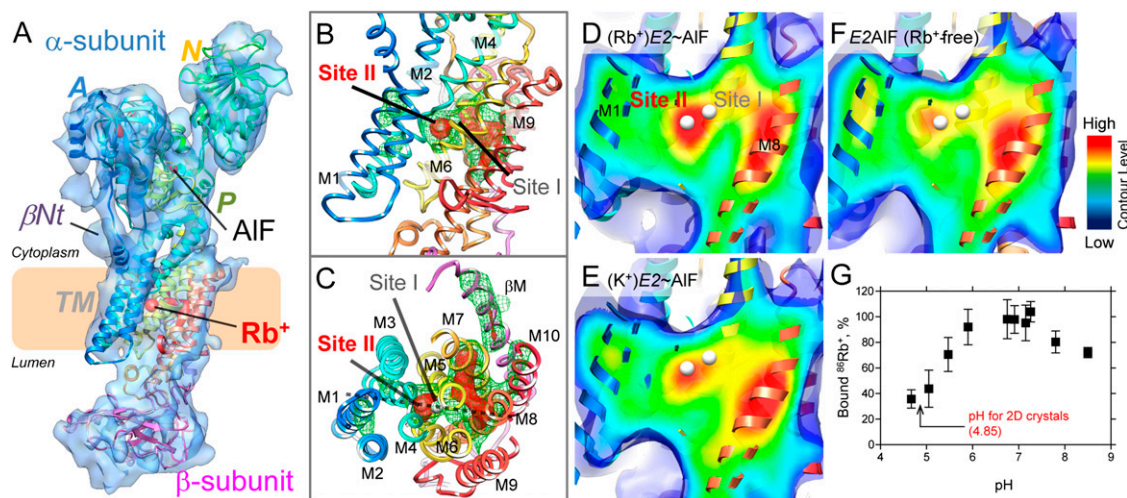 A
α-subunit
N
A
P
βNt
AlF
Cytoplasm
TM
Rb⁺
Lumen
β-subunit
B
M4
M2
Site II
M9
M6
M1
Site I
C
Site I
βM
M3
M7
Site II
M10
M5
M1
M8
M4
M6
M2
M9
D (Rb⁺)E2~AlF
M1
Site II Site I
M8
E (K⁺)E2~AlF
F E2AlF (Rb⁺-free)
High
Contour Level
Low
G
Bound ⁸⁶Rb⁺, %
120
100
80
60
40
20
0
pH for 2D crystals
(4.85)
4 5 6 7 8 9
pH